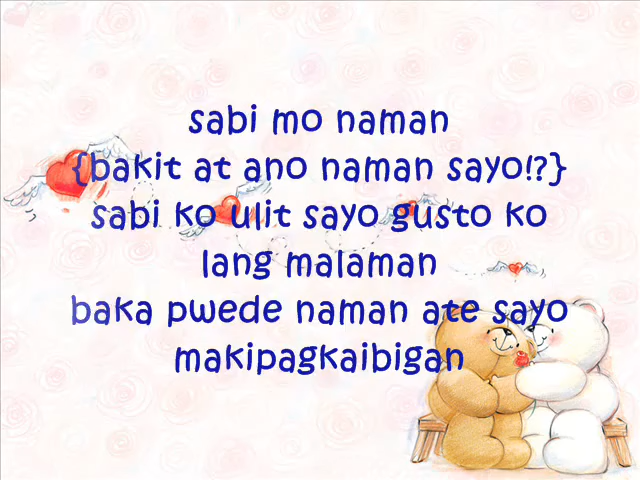 sabi mo naman
{bakit at ano naman sayo!?}
sabi ko ulit sayo gusto ko
lang malaman
baka pwede naman ate sayo
makipagkaibigan